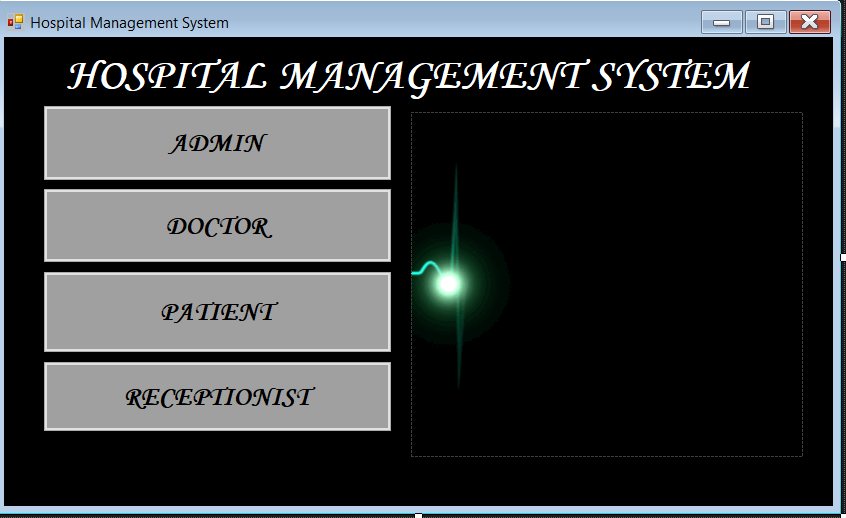 Hospital Management System
HOSPITAL MANAGEMENT SYSTEM
ADMIN
DOCTOR
PATIENT
RECEPTIONIST